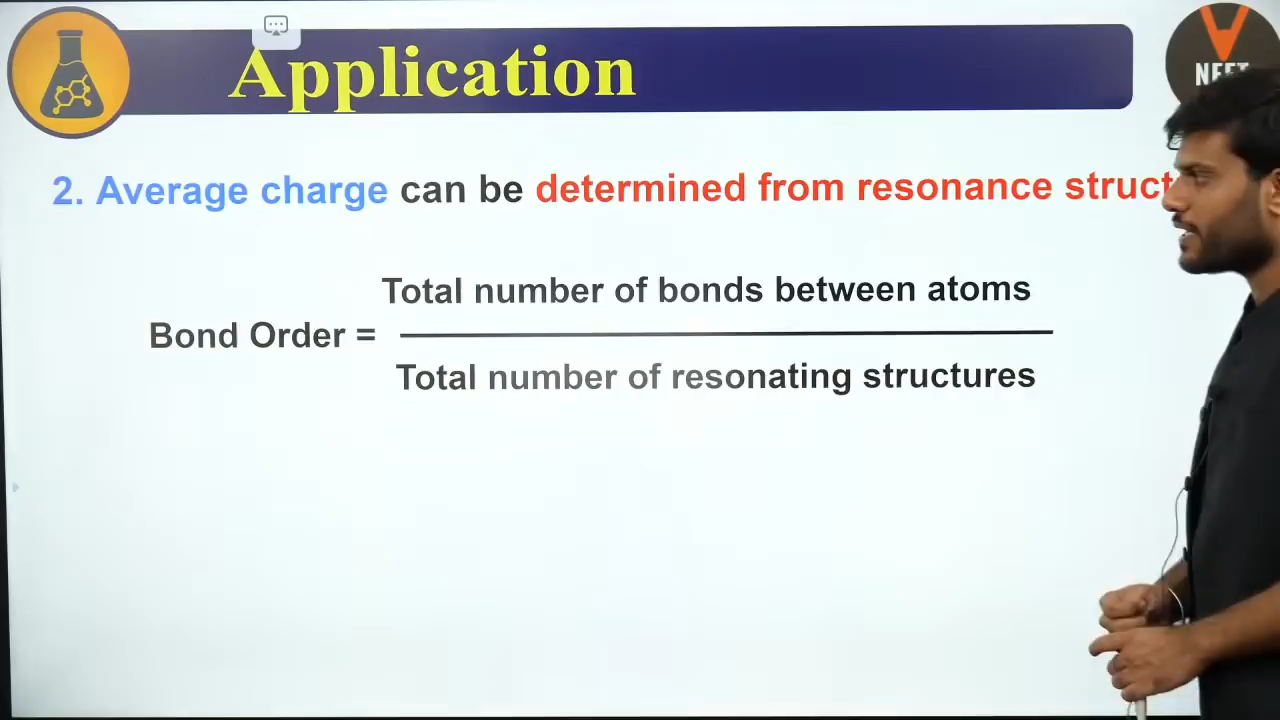 Application
2. Average charge can be determined from resonance struct
Total number of bonds between atoms
Bond Order =
Total number of resonating structures